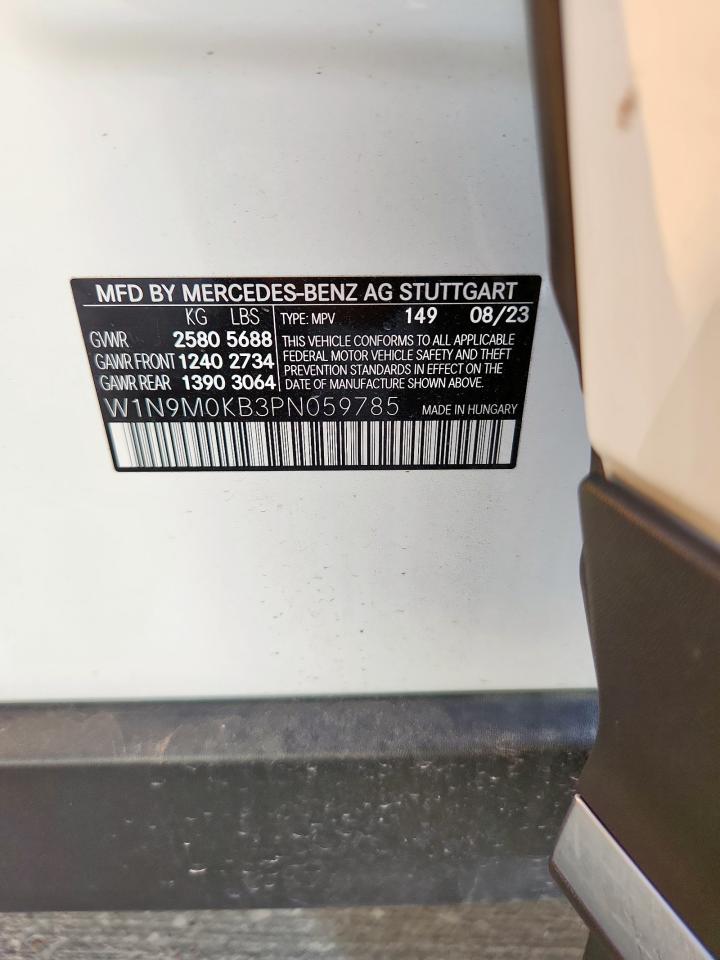 MFD BY MERCEDES-BENZ AG STUTTGART
KG LBS TYPE: MPV 149 08/23
GVWR 2580 5688
GAWR FRONT 1240 2734
GAWR REAR 1390 3064
THIS VEHICLE CONFORMS TO ALL APPLICABLE
FEDERAL MOTOR VEHICLE SAFETY AND THEFT
PREVENTION STANDARDS IN EFFECT ON THE
DATE OF MANUFACTURE SHOWN ABOVE.
W1N9M0KB3PN059785 MADE IN HUNGARY